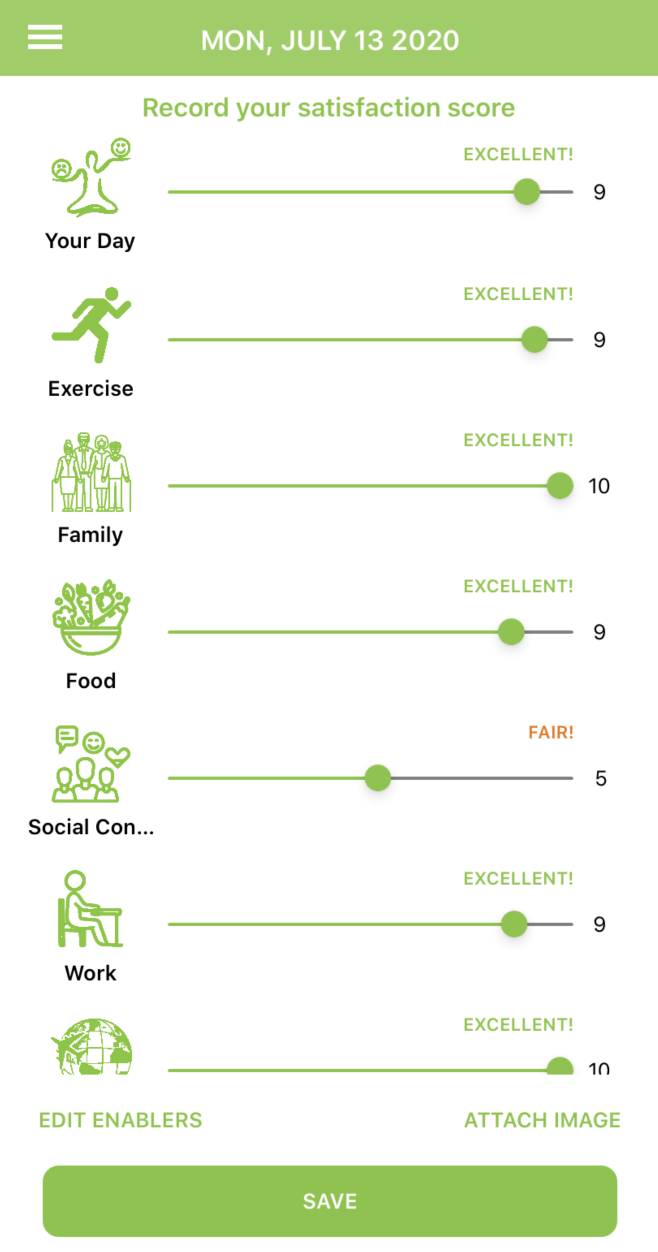 MON, JULY 13 2020
Record your satisfaction score
EXCELLENT!
9
Your Day
EXCELLENT!
9
Exercise
EXCELLENT!
10
Family
EXCELLENT!
9
Food
FAIR!
5
Social Con...
EXCELLENT!
9
Work
EXCELLENT!
10
EDIT ENABLERS ATTACH IMAGE
SAVE